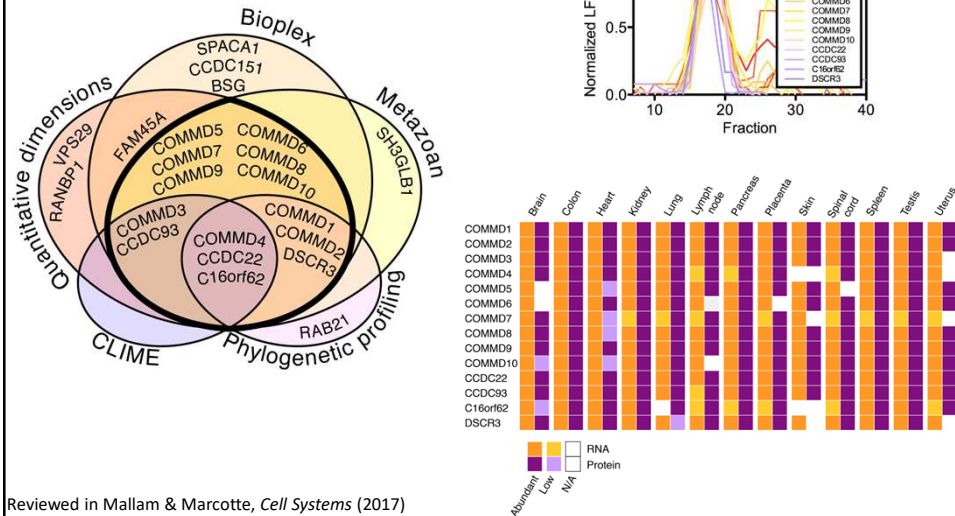 Bioplex
SPACA1
CCDC151
BSG
Quantitative dimensions
Metazoan
VPS29
RANBP1
FAM45A
SH3GLB1
COMMD5
COMMD7
COMMD9
COMMD6
COMMD8
COMMD10
COMMD3
CCDC93
COMMD4
CCDC22
C16orf62
COMMD1
COMMD2
DSCR3
RAB21
CLIME
Phylogenetic profiling
Normalized LF
0.5
0.0
10 20 30 40
Fraction
COMMD6
COMMD7
COMMD8
COMMD9
COMMD10
CCDC22
CCDC93
C16orf62
DSCR3
Brain
Colon
Heart
Kidney
Lung
Lymph
node
Pancreas
Placenta
Skin
Spinal
cord
Spleen
Testis
Uterus
COMMD1
COMMD2
COMMD3
COMMD4
COMMD5
COMMD6
COMMD7
COMMD8
COMMD9
COMMD10
CCDC22
CCDC93
C16orf62
DSCR3
RNA
Protein
Abundant
Low
N/A
Reviewed in Mallam & Marcotte, Cell Systems (2017)